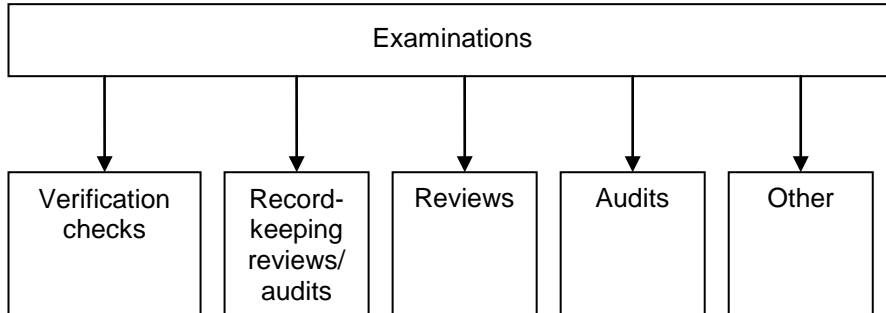 Examinations
Verification
checks
Record-
keeping
reviews/
audits
Reviews
Audits
Other